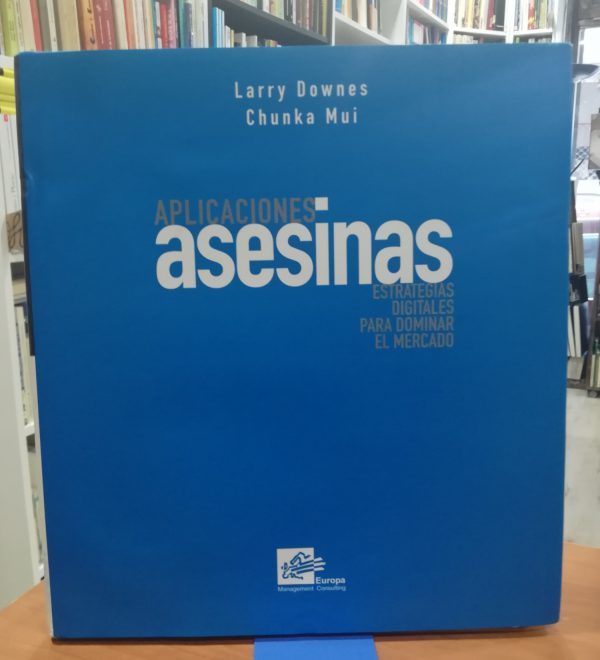 Larry Downes
Chunka Mui
APLICACIONES
asesinas
ESTRATEGIAS
DIGITALES
PARA DOMINAR
EL MERCADO
Europa
Management Consulting